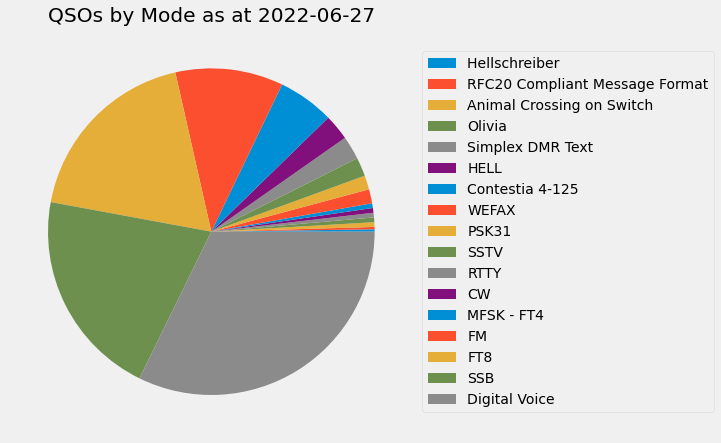 QSOs by Mode as at 2022-06-27
Hellschreiber
RFC20 Compliant Message Format
Animal Crossing on Switch
Olivia
Simplex DMR Text
HELL
Contestia 4-125
WEFAX
PSK31
SSTV
RTTY
CW
MFSK - FT4
FM
FT8
SSB
Digital Voice